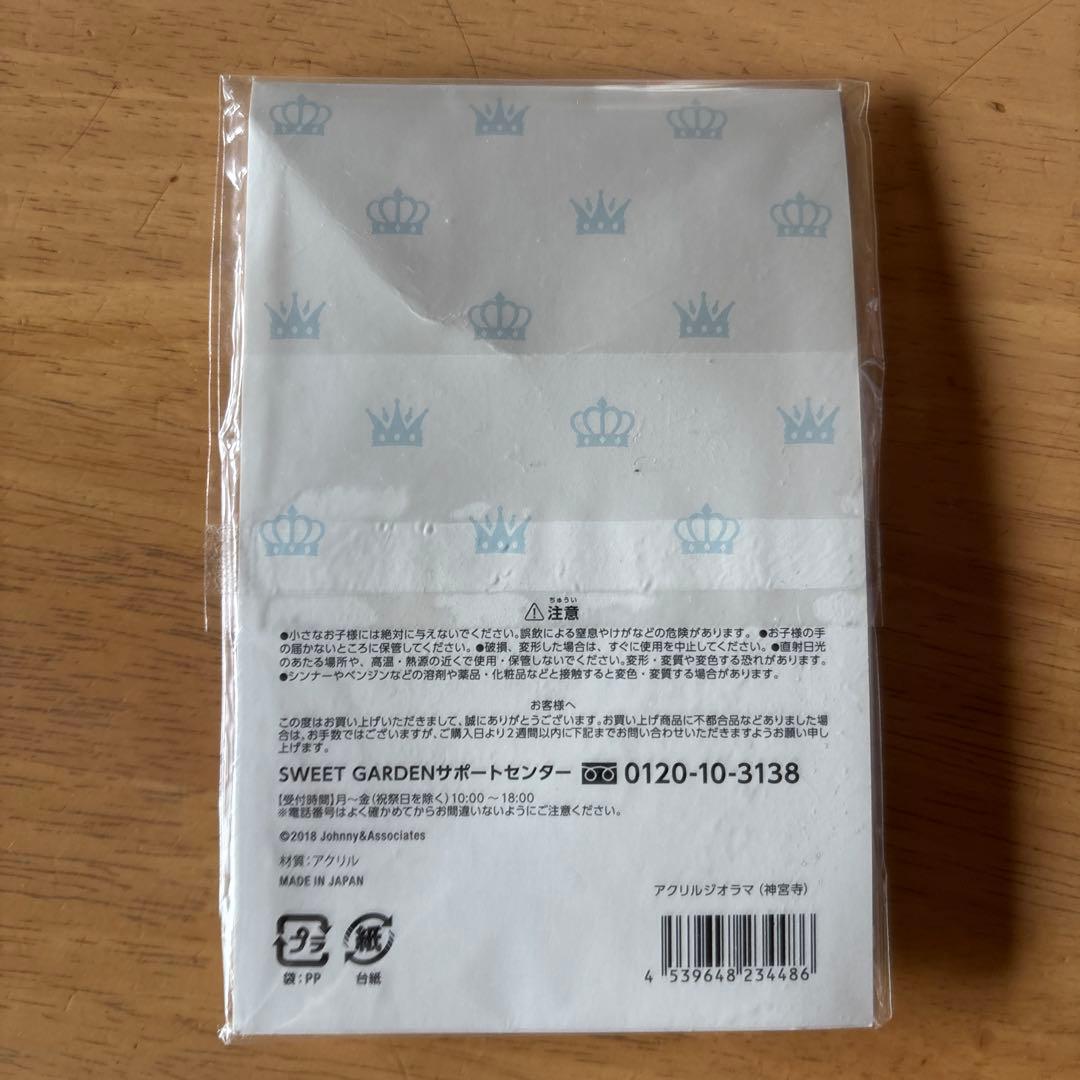 ちゅうい
⚠注意
●小さなお子様には絶対に与えないでください。誤飲による窒息やけがなどの危険があります。 ●お子様の手
の届かないところに保管してください。●破損、変形した場合は、すぐに使用を中止してください。●直射日光
のあたる場所や、高温・熱源の近くで使用・保管しないでください。変形・変質や変色する恐れがあります。
●シンナーやベンジンなどの溶剤や薬品・化粧品などと接触すると変色・変質する場合があります。
お客様へ
この度はお買い上げいただきまして、誠にありがとうございます。お買い上げ商品に不都合品などありました場合
は、お手数ではございますが、ご購入日より2週間以内に下記までお問い合わせいただきますようお願い申し
上げます。
SWEET GARDENサポートセンター 0120-10-3138
【受付時間】月～金(祝祭日を除く)10:00～18:00
※電話番号はよく確かめてからお間違いないようにご注意ください。
©2018 Johnny&Associates
材質:アクリル
MADE IN JAPAN
アクリルジオラマ(神宮寺)
プラ 紙
袋:PP 台紙
4 539648 234486